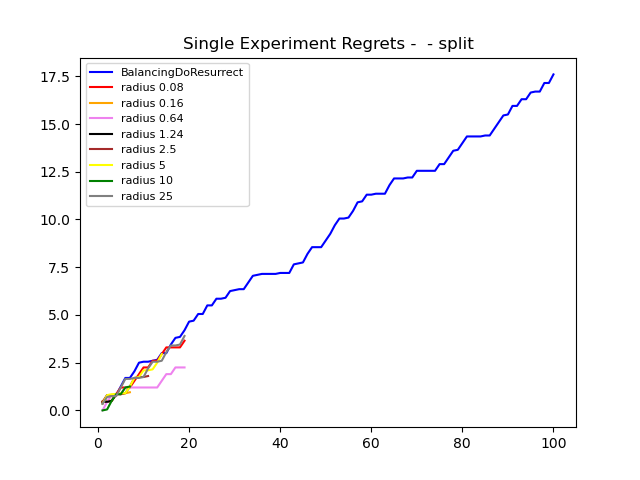 Single Experiment Regrets -  - split
17.5
15.0
12.5
10.0
7.5
5.0
2.5
0.0
BalancingDoResurrect
radius 0.08
radius 0.16
radius 0.64
radius 1.24
radius 2.5
radius 5
radius 10
radius 25
0 20 40 60 80 100